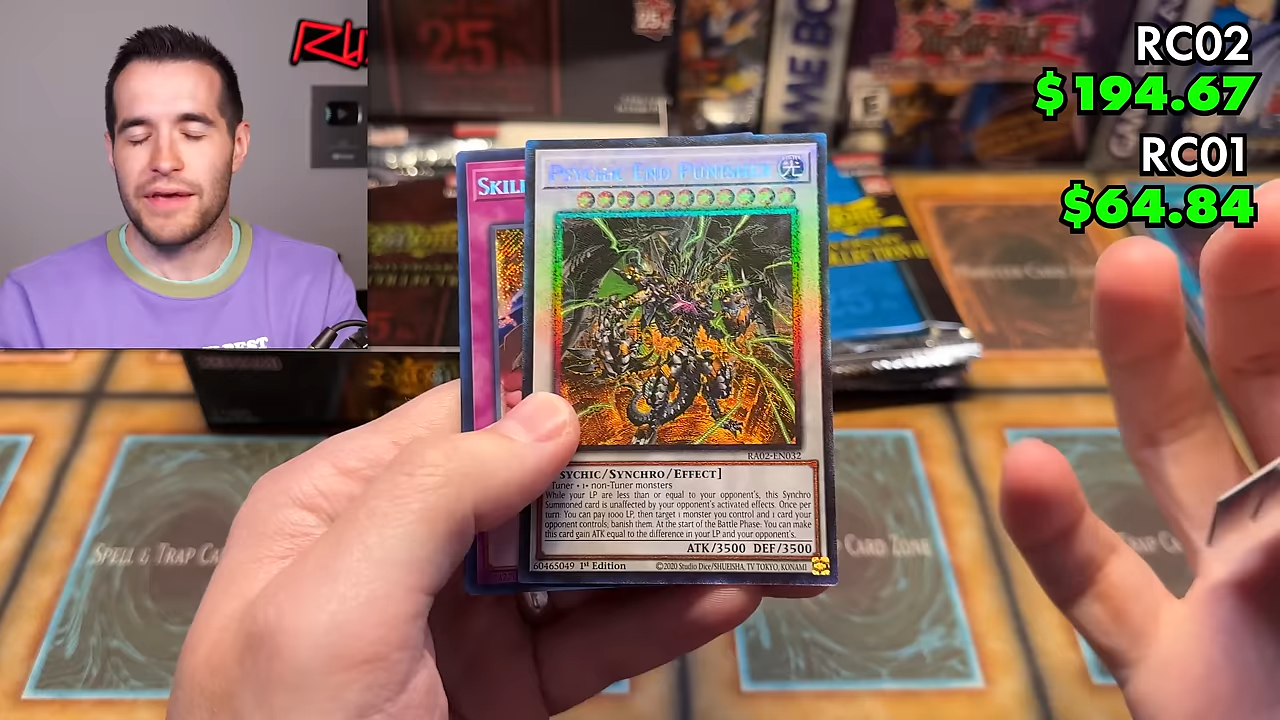 RC02
$194.67
RC01
$64.84
25
GAME BO
E
SKIL
PSYCHIC END PUNISHER
RA02-EN032
SYCHIC/SYNCHRO/EFFECT]
Tuner + 1+ non-Tuner monsters
While your LP are less than or equal to your opponent's, this Synchro
Summoned card is unaffected by your opponent's activated effects. Once per
turn: You can pay 1000 LP, then target 1 monster you control and 1 card your
opponent controls; banish them. At the start of the Battle Phase: You can make
this card gain ATK equal to the difference in your LP and your opponent's.
ATK/3500 DEF/3500
60465049 1st Edition
©2020 Studio Dice/SHUEISHA, TV TOKYO, KONAMI
SPELL & TRAP CA
CARD ZONE